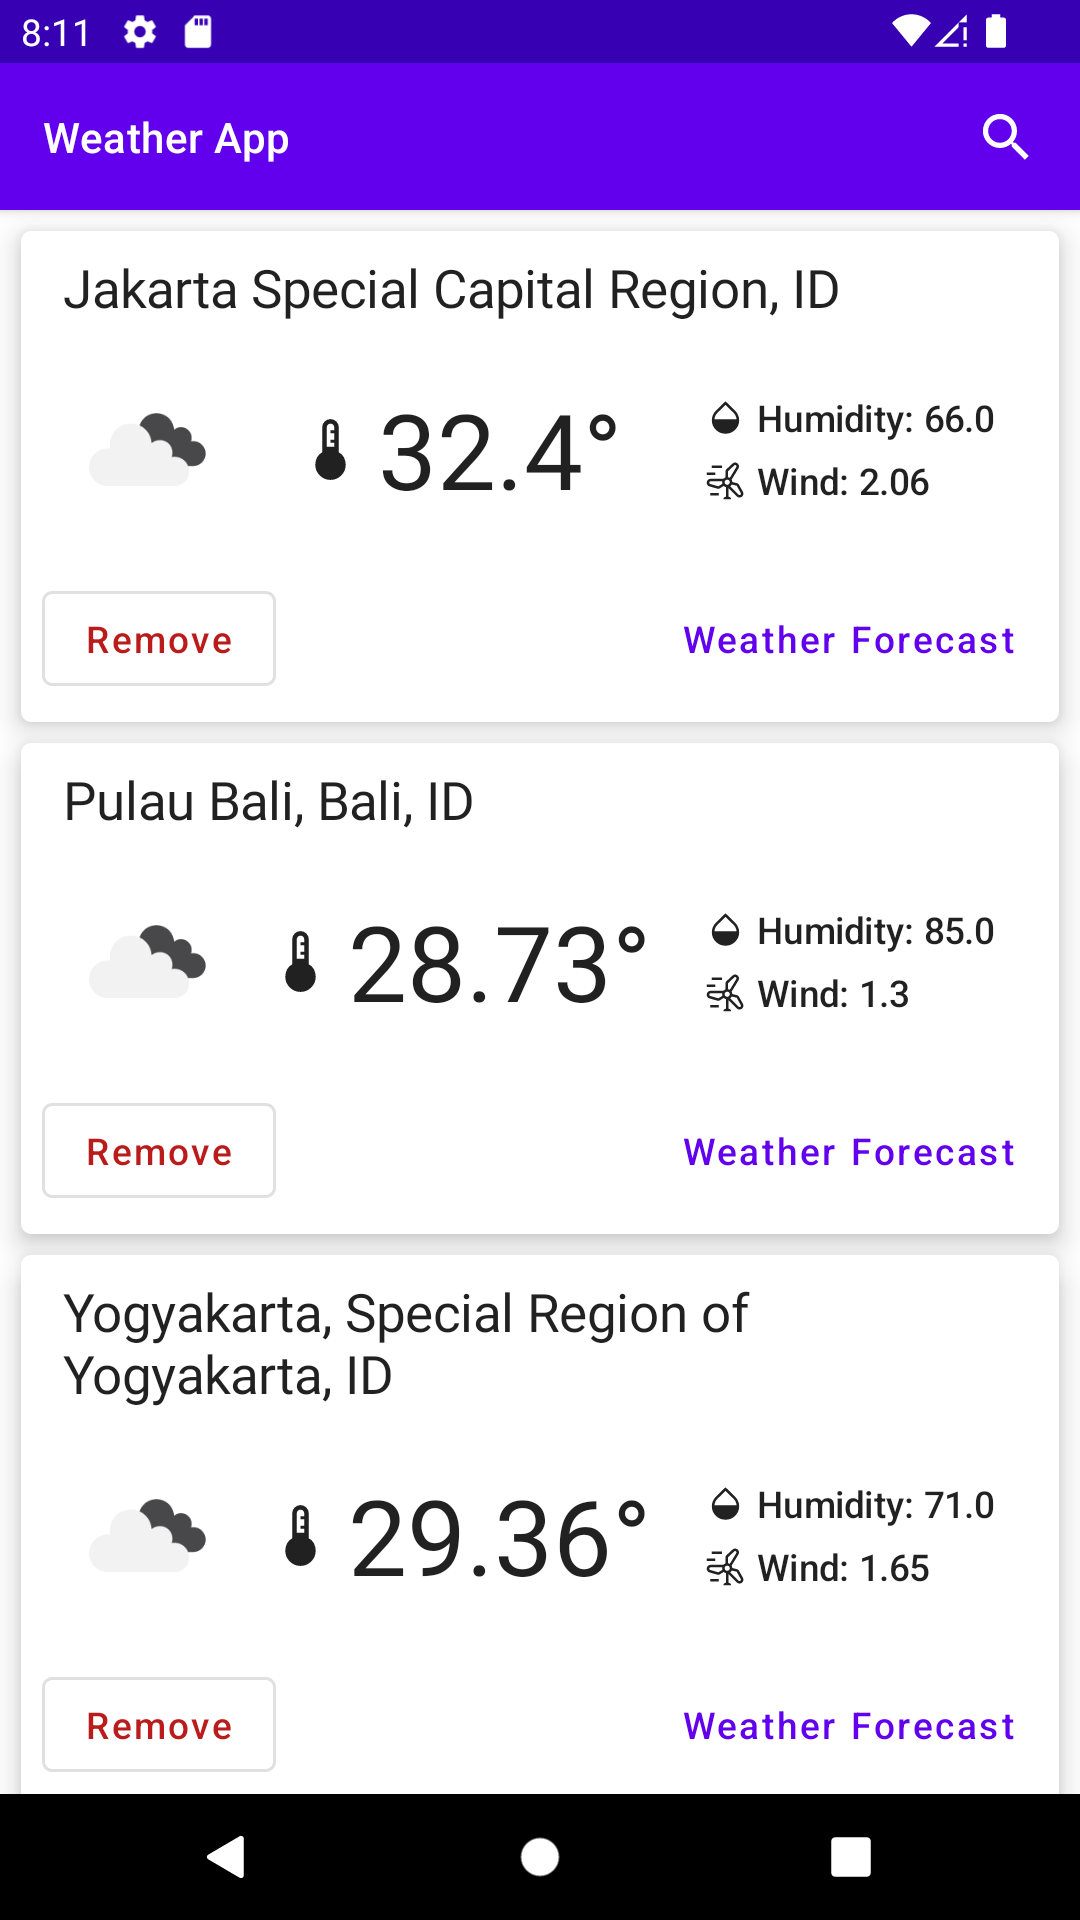 8:11
Weather App
Jakarta Special Capital Region, ID
32.4°
Humidity: 66.0
Wind: 2.06
Remove
Weather Forecast
Pulau Bali, Bali, ID
28.73°
Humidity: 85.0
Wind: 1.3
Remove
Weather Forecast
Yogyakarta, Special Region of
Yogyakarta, ID
29.36°
Humidity: 71.0
Wind: 1.65
Remove
Weather Forecast